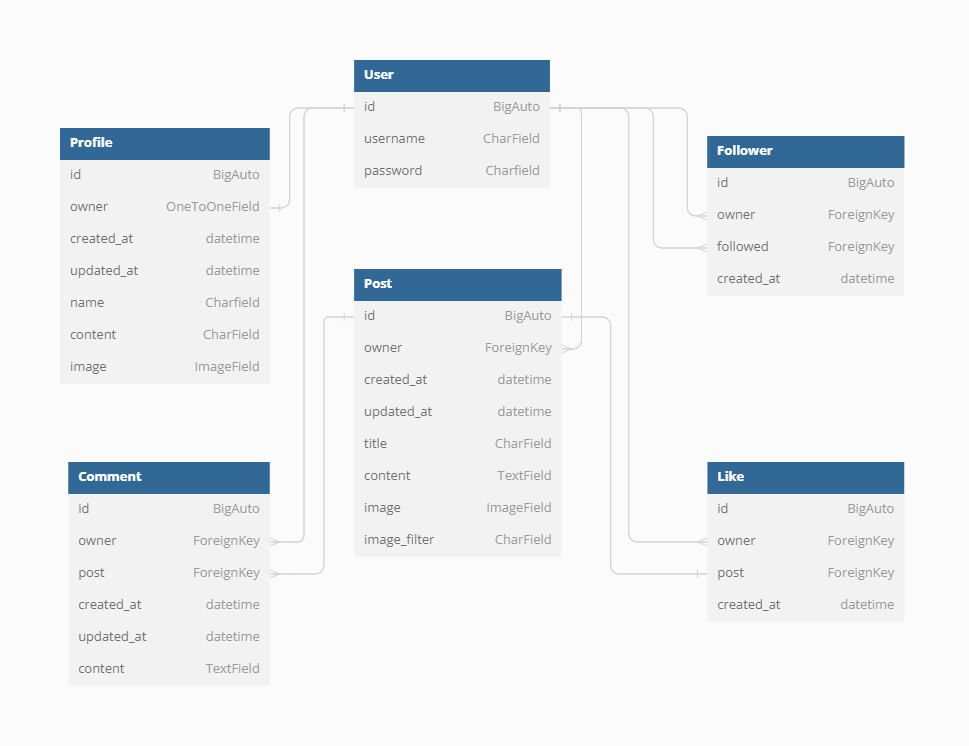 User
id BigAuto
username CharField
password Charfield
Profile
id BigAuto
owner OneToOneField
created_at datetime
updated_at datetime
name Charfield
content CharField
image ImageField
Follower
id BigAuto
owner ForeignKey
followed ForeignKey
created_at datetime
Post
id BigAuto
owner ForeignKey
created_at datetime
updated_at datetime
title CharField
content TextField
image ImageField
image_filter CharField
Comment
id BigAuto
owner ForeignKey
post ForeignKey
created_at datetime
updated_at datetime
content TextField
Like
id BigAuto
owner ForeignKey
post ForeignKey
created_at datetime